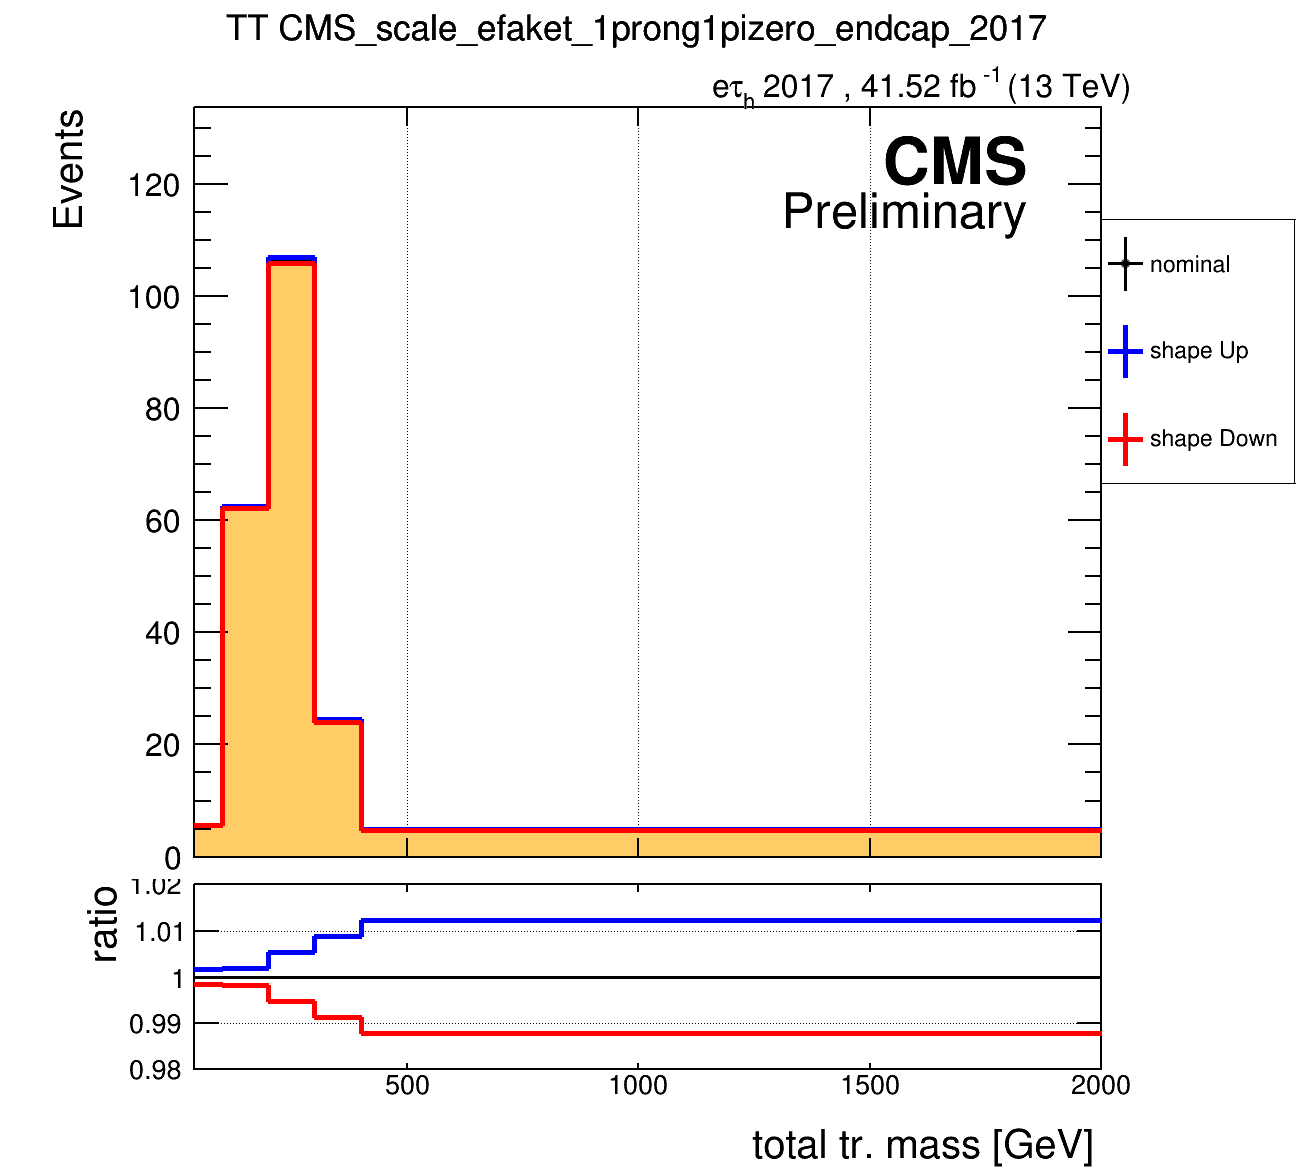 TT CMS_scale_efaket_1prong1pizero_endcap_2017
eτh 2017 , 41.52 fb -1 (13 TeV)
Events
CMS
Preliminary
120
100
80
60
40
20
0
nominal
shape Up
shape Down
ratio
1.02
1.01
1
0.99
0.98
500 1000 1500 2000
total tr. mass [GeV]